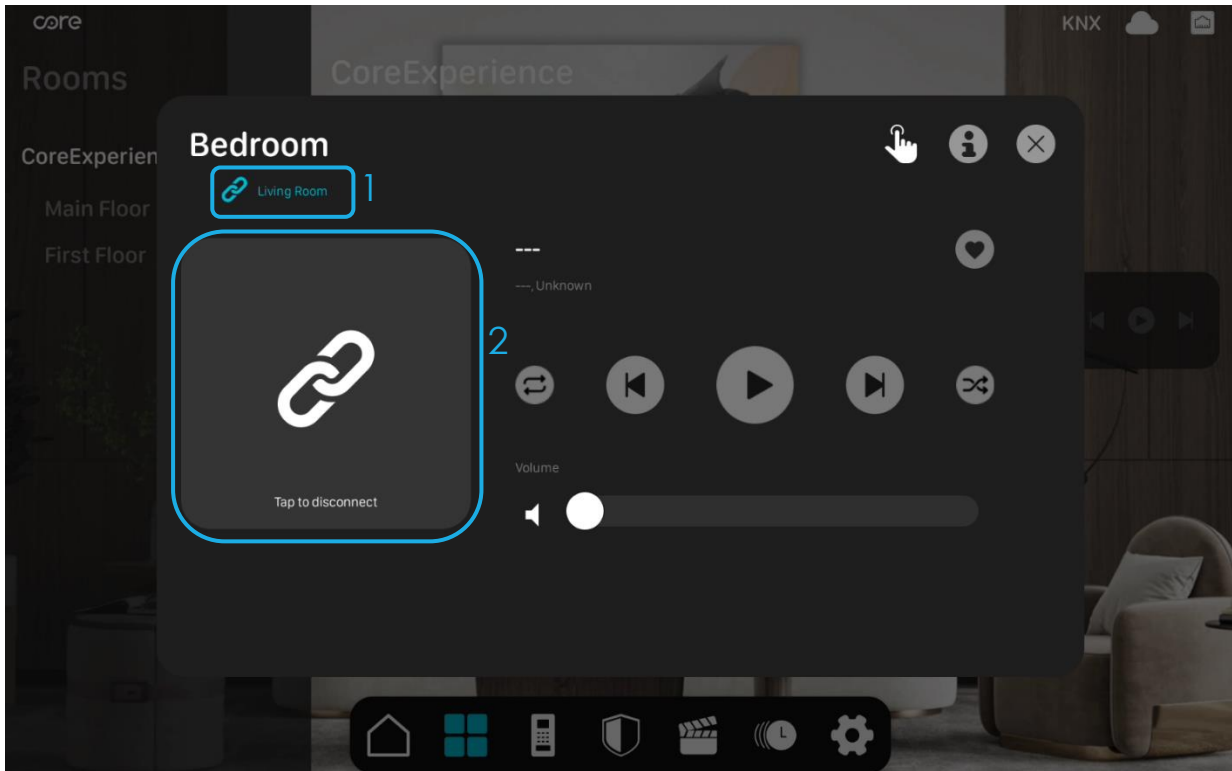 core
KNX
Rooms
CoreExperience
CoreExperien
Main Floor
First Floor
Bedroom
Living Room
1
2
Tap to disconnect
---
---, Unknown
Volume